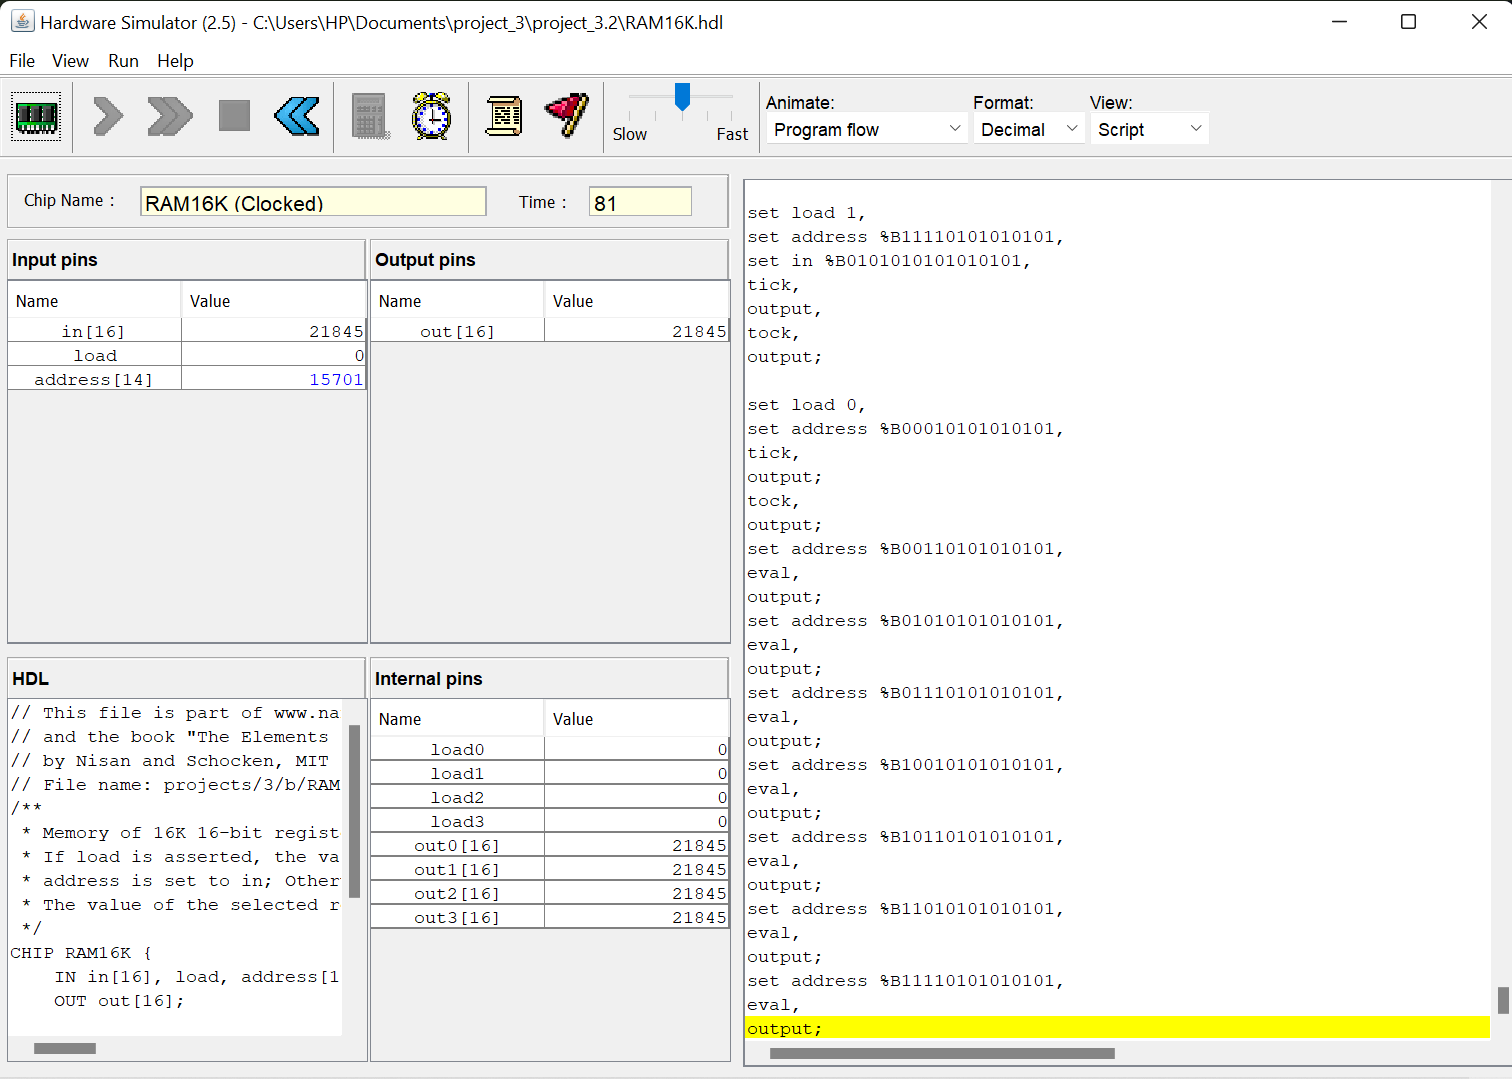 Hardware Simulator (2.5) - C:\Users\HP\Documents\project_3\project_3.2\RAM16K.hdl
File View Run Help
Slow Fast
Animate: Format: View:
Program flow Decimal Script
Chip Name : RAM16K (Clocked) Time : 81
Input pins
Name Value
in[16] 21845
load 0
address[14] 15701
Output pins
Name Value
out[16] 21845
HDL
// This file is part of www.na
// and the book "The Elements
// by Nisan and Schocken, MIT
// File name: projects/3/b/RAM
/**
* Memory of 16K 16-bit regist
* If load is asserted, the va
* address is set to in; Other
* The value of the selected r
*/
CHIP RAM16K {
IN in[16], load, address[1
OUT out[16];
Internal pins
Name Value
load0 0
load1 0
load2 0
load3 0
out0[16] 21845
out1[16] 21845
out2[16] 21845
out3[16] 21845
set load 1,
set address %B11110101010101,
set in %B0101010101010101,
tick,
output,
tock,
output;
set load 0,
set address %B00010101010101,
tick,
output;
tock,
output;
set address %B00110101010101,
eval,
output;
set address %B01010101010101,
eval,
output;
set address %B01110101010101,
eval,
output;
set address %B10010101010101,
eval,
output;
set address %B10110101010101,
eval,
output;
set address %B11010101010101,
eval,
output;
set address %B11110101010101,
eval,
output;